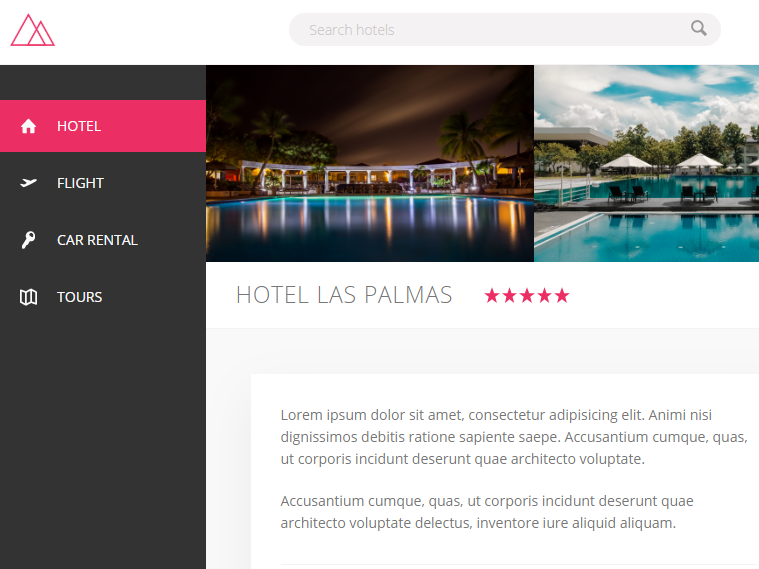 Search hotels
HOTEL
FLIGHT
CAR RENTAL
TOURS
HOTEL LAS PALMAS
Lorem ipsum dolor sit amet, consectetur adipisicing elit. Animi nisi
dignissimos debitis ratione sapiente saepe. Accusantium cumque, quas,
ut corporis incidunt deserunt quae architecto voluptate.
Accusantium cumque, quas, ut corporis incidunt deserunt quae
architecto voluptate delectus, inventore iure aliquid aliquam.